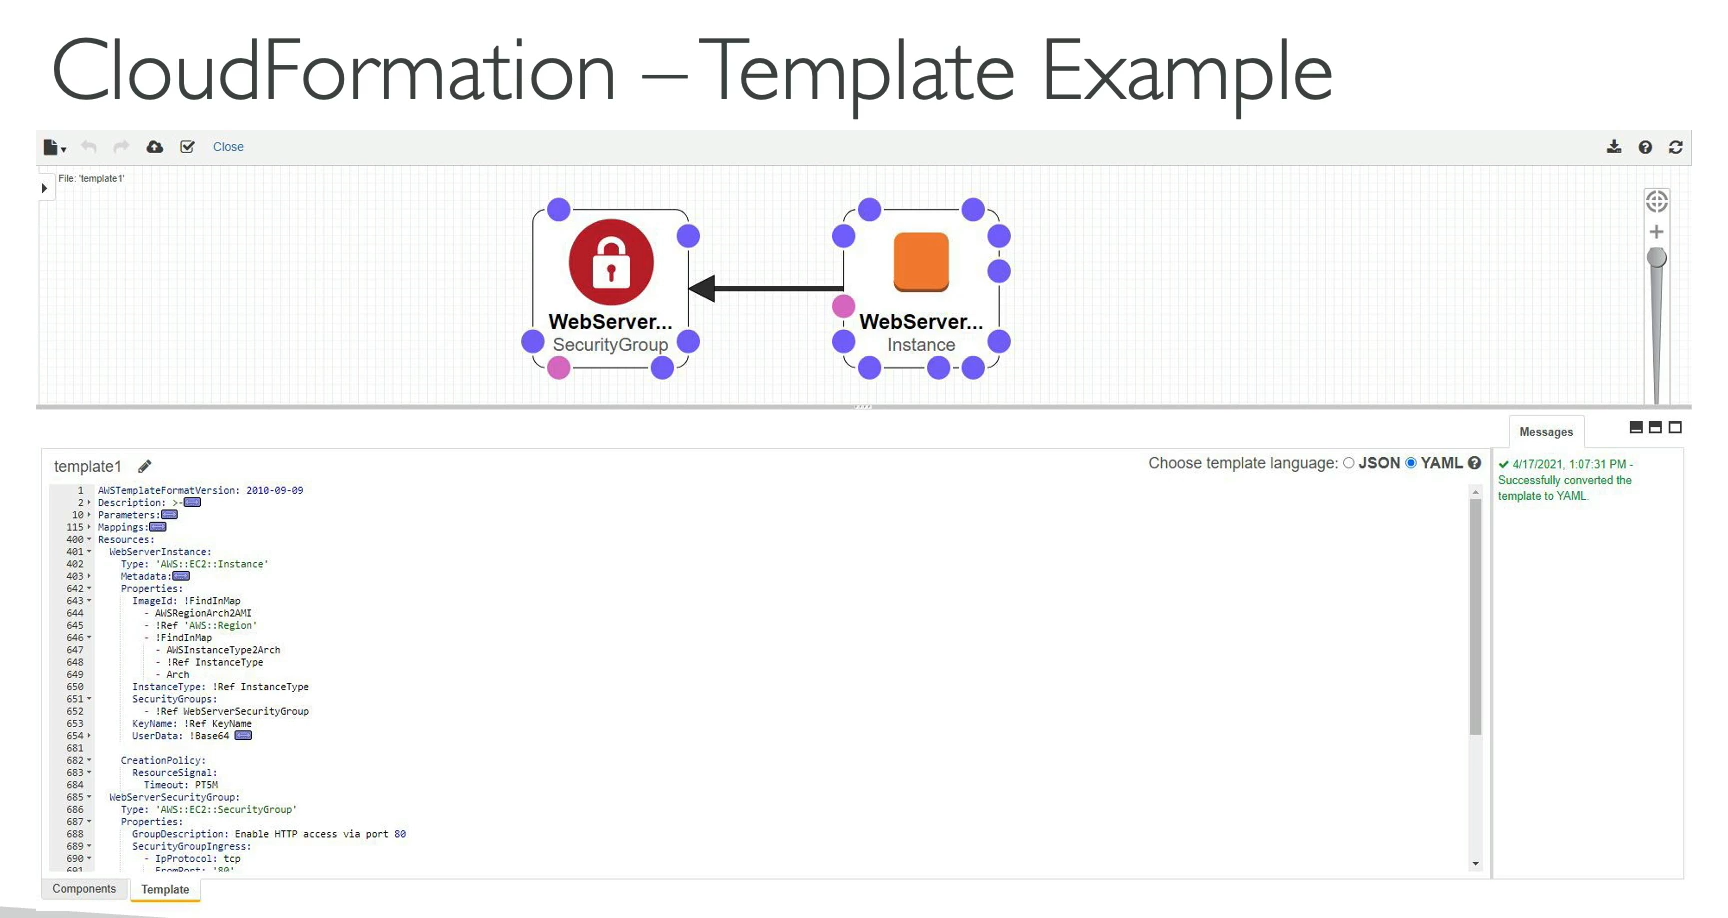 CloudFormation – Template Example
Close
File: 'template1'
WebServer...
SecurityGroup
WebServer...
Instance
Messages
template1
Choose template language: JSON YAML
4/17/2021, 1:07:31 PM -
Successfully converted the
template to YAML.
1 AWSTemplateFormatVersion: 2010-09-09
2 Description: >-
10 Parameters:
115 Mappings:
400 Resources:
401 WebServerInstance:
402 Type: 'AWS::EC2::Instance'
403 Metadata:
642 Properties:
643 ImageId: !FindInMap
644 - AWSRegionArch2AMI
645 - !Ref 'AWS::Region'
646 - !FindInMap
647 - AWSInstanceType2Arch
648 - !Ref InstanceType
649 - Arch
650 InstanceType: !Ref InstanceType
651 SecurityGroups:
652 - !Ref WebServerSecurityGroup
653 KeyName: !Ref KeyName
654 UserData: !Base64
681
682 CreationPolicy:
683 ResourceSignal:
684 Timeout: PT5M
685 WebServerSecurityGroup:
686 Type: 'AWS::EC2::SecurityGroup'
687 Properties:
688 GroupDescription: Enable HTTP access via port 80
689 SecurityGroupIngress:
690 - IpProtocol: tcp
691 FromPort: '80'
Components
Template